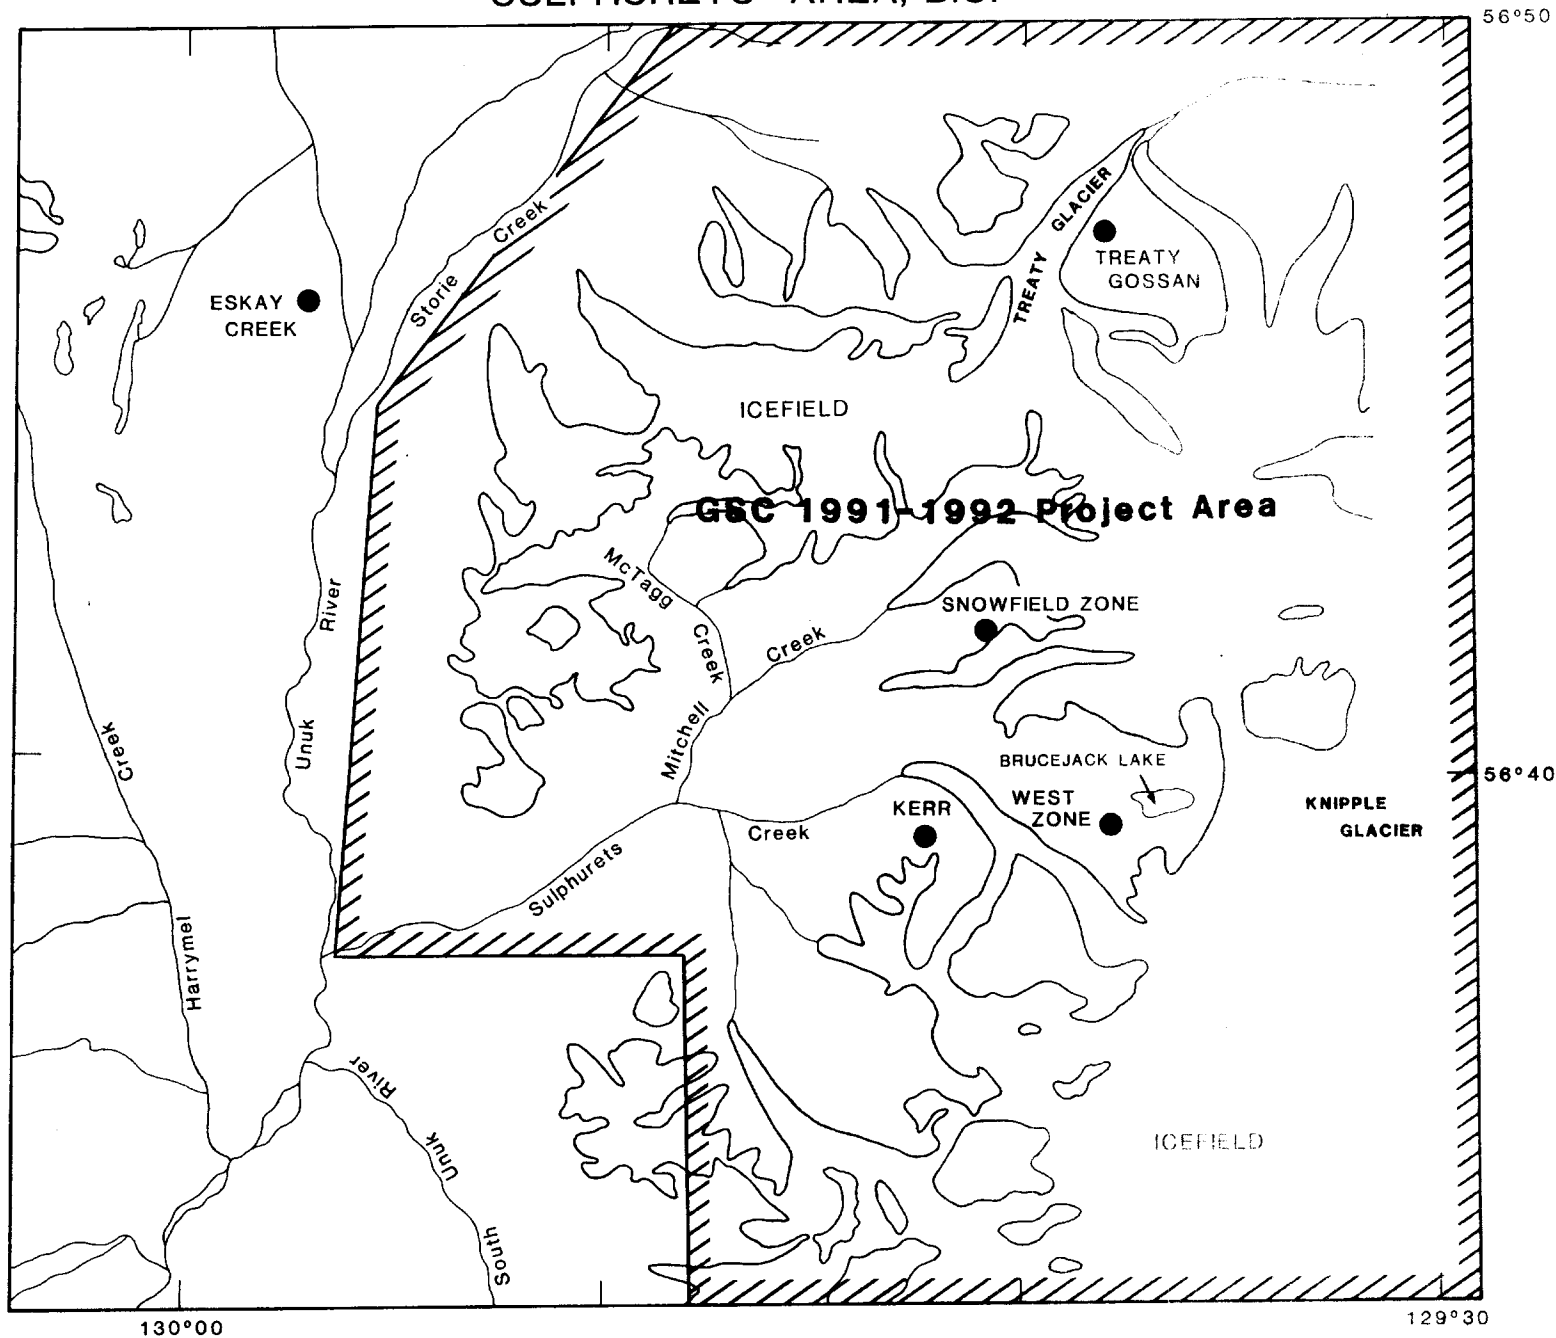 56°50
TREATY GLACIER
Storie Creek
TREATY
GOSSAN
ESKAY
CREEK
ICEFIELD
GSC 1991-1992 Project Area
McTagg Creek
SNOWFIELD ZONE
Unuk River
Mitchell Creek
Harrymel Creek
BRUCEJACK LAKE
56°40
WEST
ZONE
KERR
KNIPPLE
GLACIER
Sulphurets Creek
South Unuk River
ICEFIELD
130°00
129°30